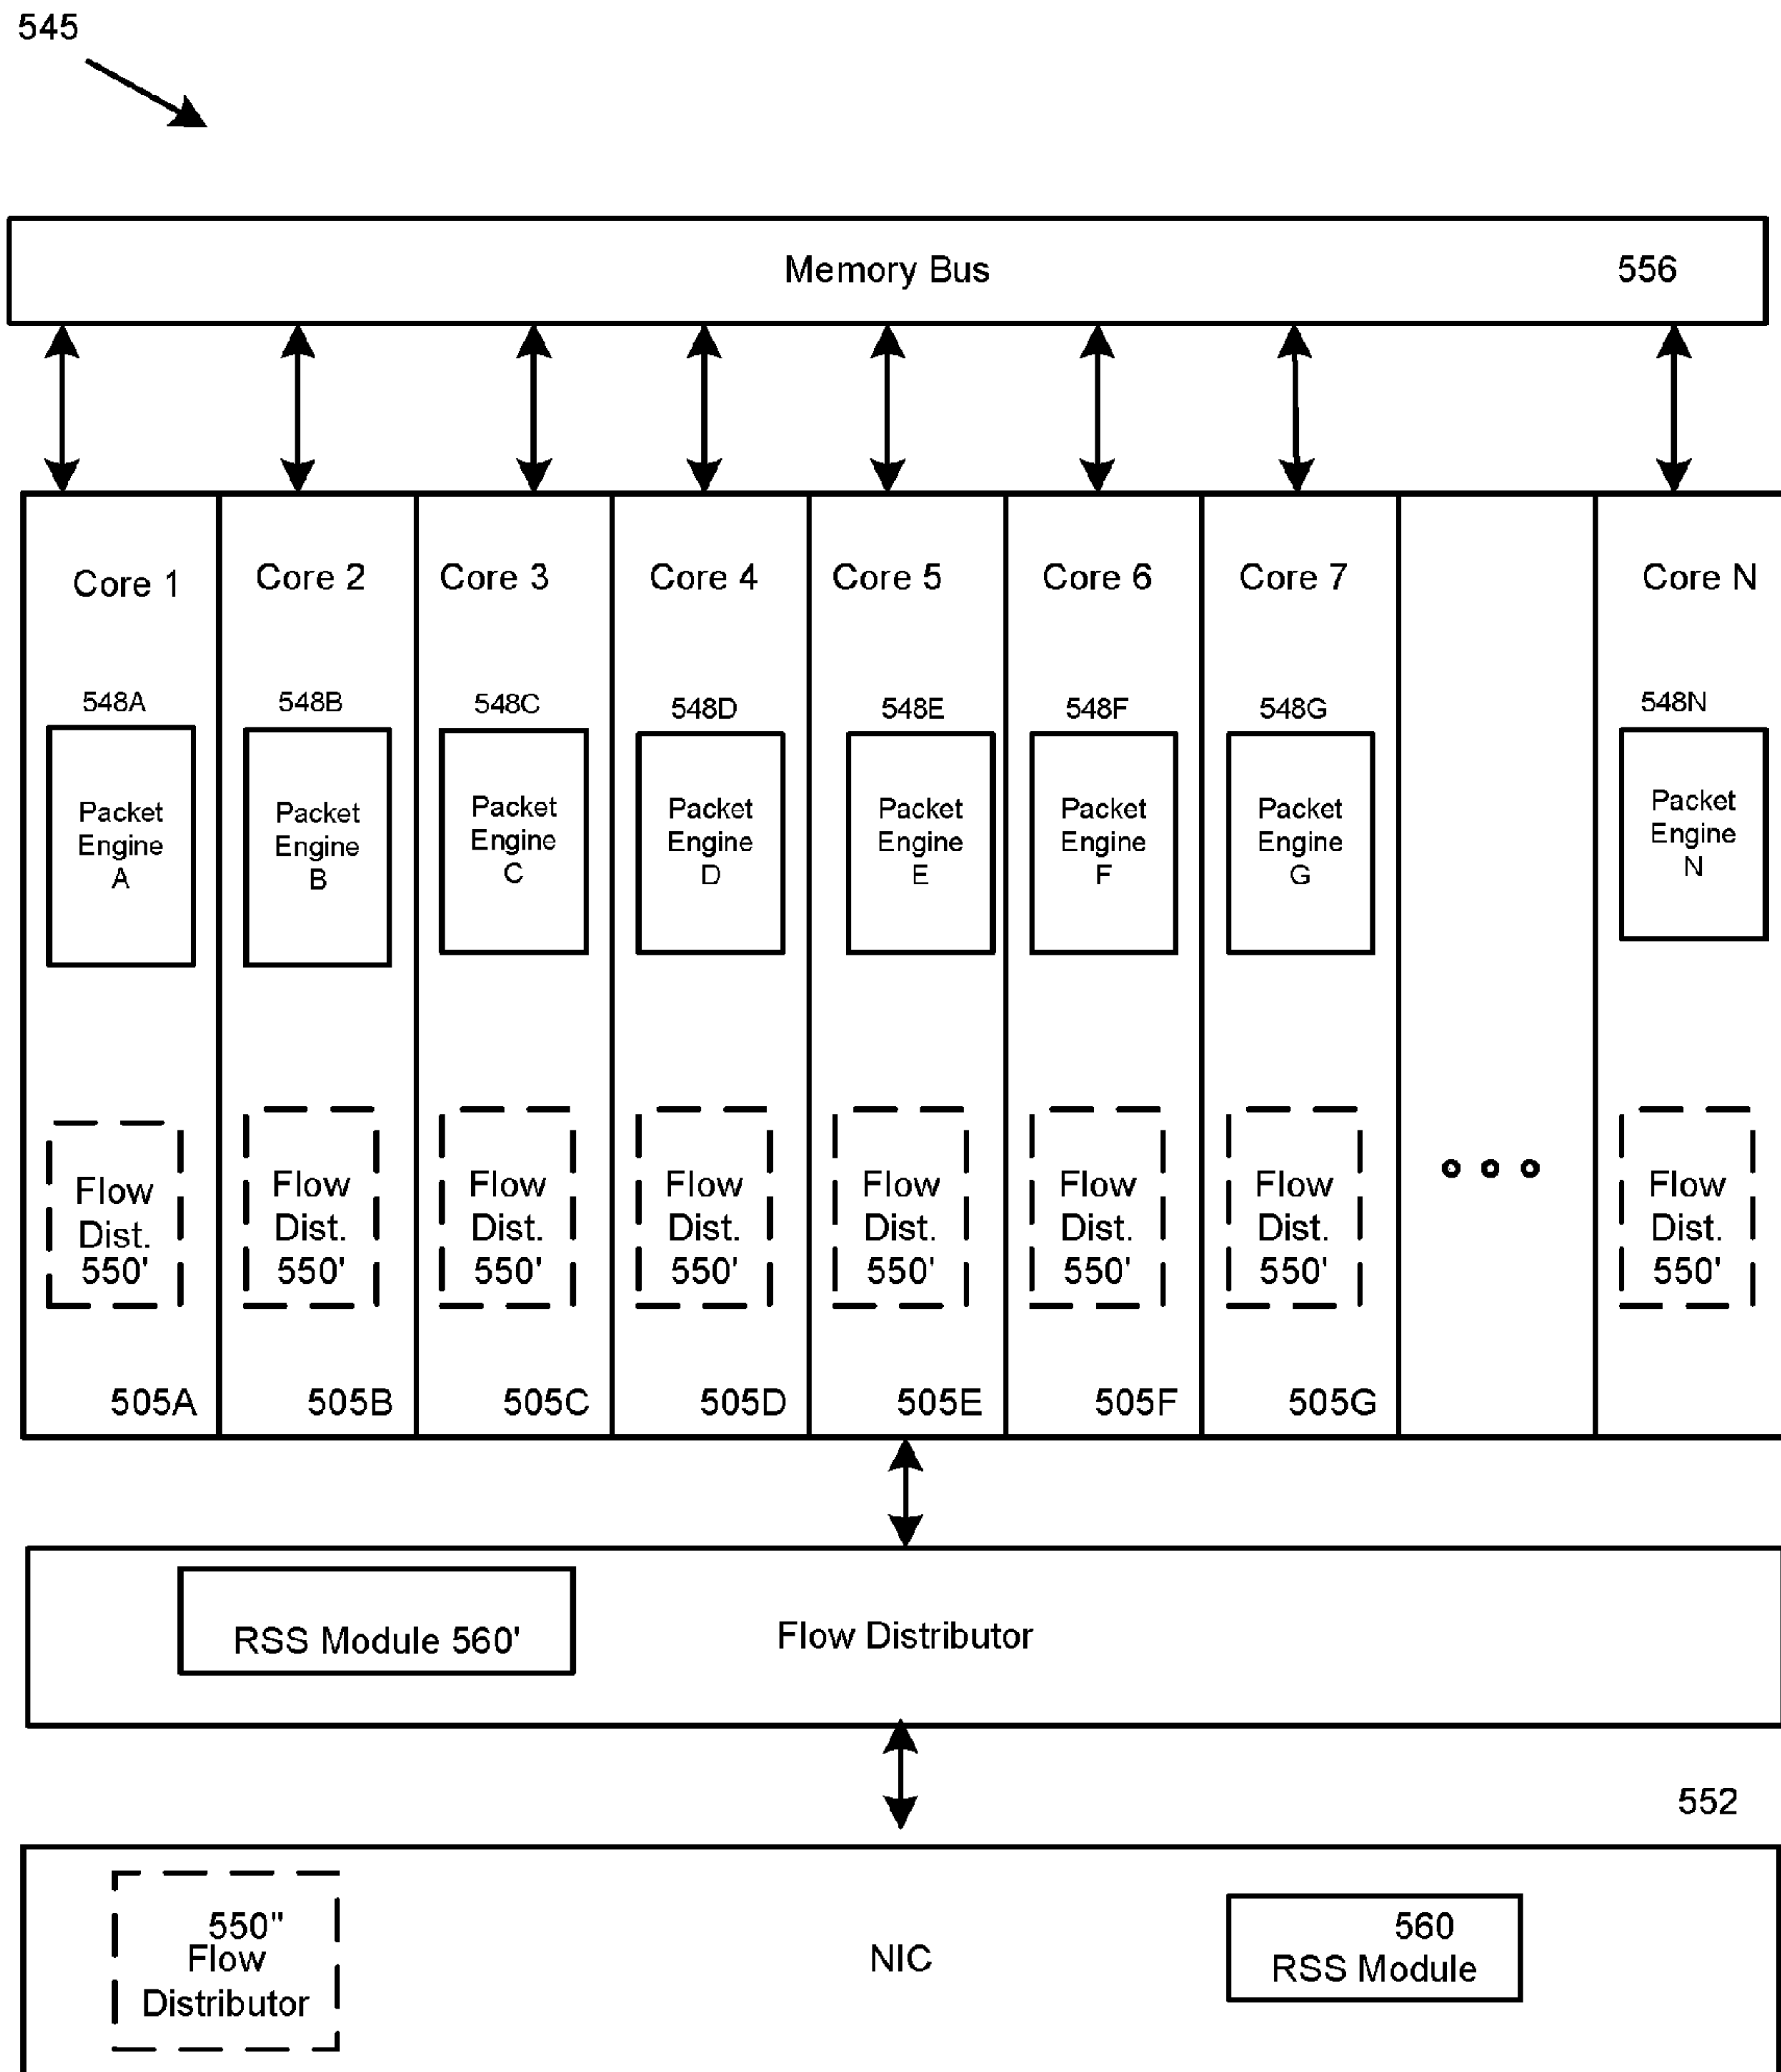 545
Memory Bus 556
Core 1 Core 2 Core 3 Core 4 Core 5 Core 6 Core 7 Core N
548A 548B 548C 548D 548E 548F 548G 548N
Packet Engine A
Packet Engine B
Packet Engine C
Packet Engine D
Packet Engine E
Packet Engine F
Packet Engine G
Packet Engine N
Flow Dist. 550'
Flow Dist. 550'
Flow Dist. 550'
Flow Dist. 550'
Flow Dist. 550'
Flow Dist. 550'
Flow Dist. 550'
Flow Dist. 550'
505A 505B 505C 505D 505E 505F 505G
RSS Module 560' Flow Distributor
552
550"
Flow
Distributor
NIC
560
RSS Module